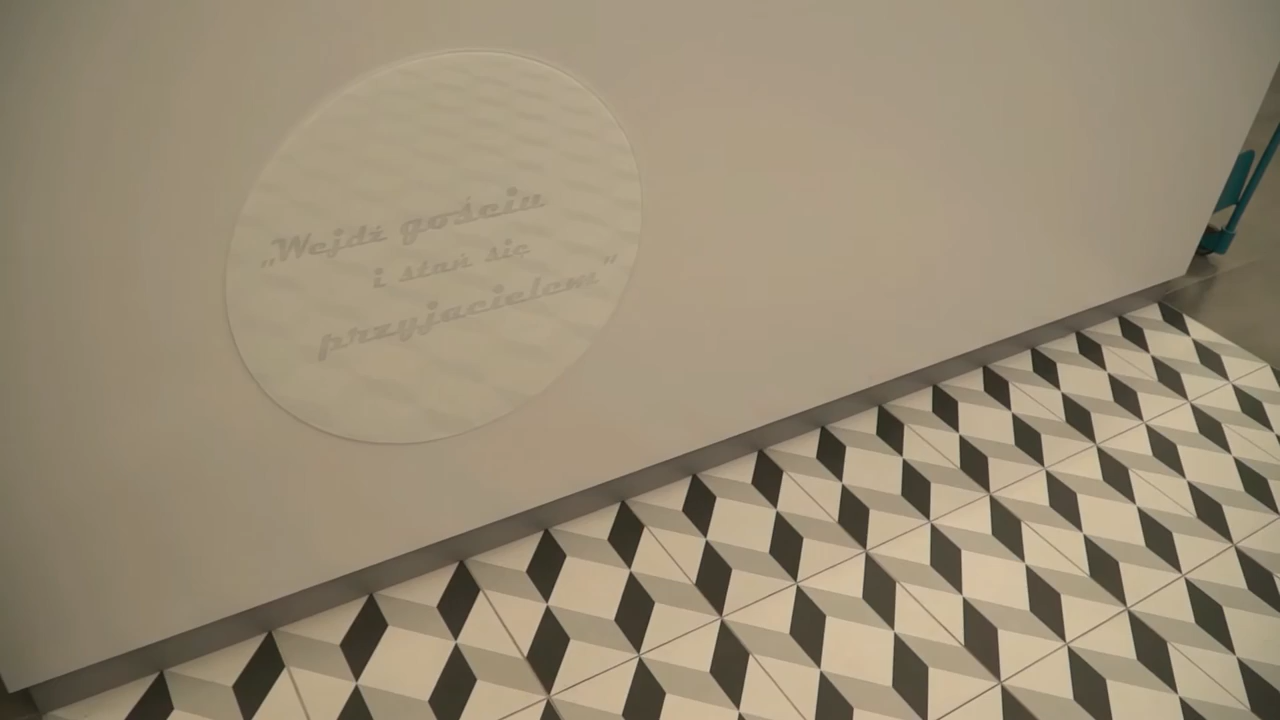 „Wejdź gościu
i stań się
przyjacielem”